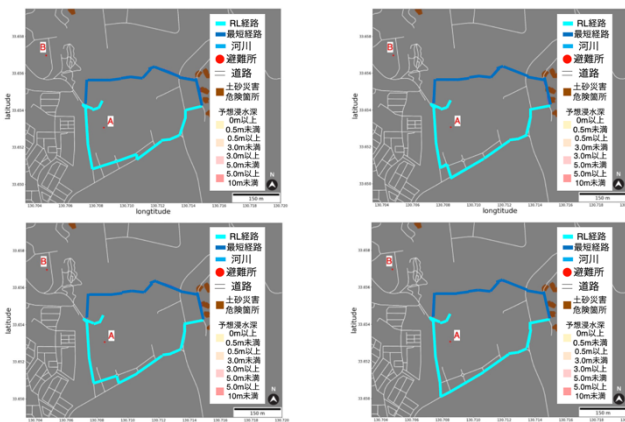 RL経路
最短経路
河川
避難所
道路
土砂災害
危険箇所
予想浸水深
0m以上
0.5m未満
0.5m以上
3.0m未満
3.0m以上
5.0m未満
5.0m以上
10m未満
B
A
N
150 m
latitude
longtitude
RL経路
最短経路
河川
避難所
道路
土砂災害
危険箇所
予想浸水深
0m以上
0.5m未満
0.5m以上
3.0m未満
3.0m以上
5.0m未満
5.0m以上
10m未満
B
A
N
150 m
latitude
longtitude
RL経路
最短経路
河川
避難所
道路
土砂災害
危険箇所
予想浸水深
0m以上
0.5m未満
0.5m以上
3.0m未満
3.0m以上
5.0m未満
5.0m以上
10m未満
B
A
N
150 m
latitude
RL経路
最短経路
河川
避難所
道路
土砂災害
危険箇所
予想浸水深
0m以上
0.5m未満
0.5m以上
3.0m未満
3.0m以上
5.0m未満
5.0m以上
10m未満
B
A
N
150 m
latitude